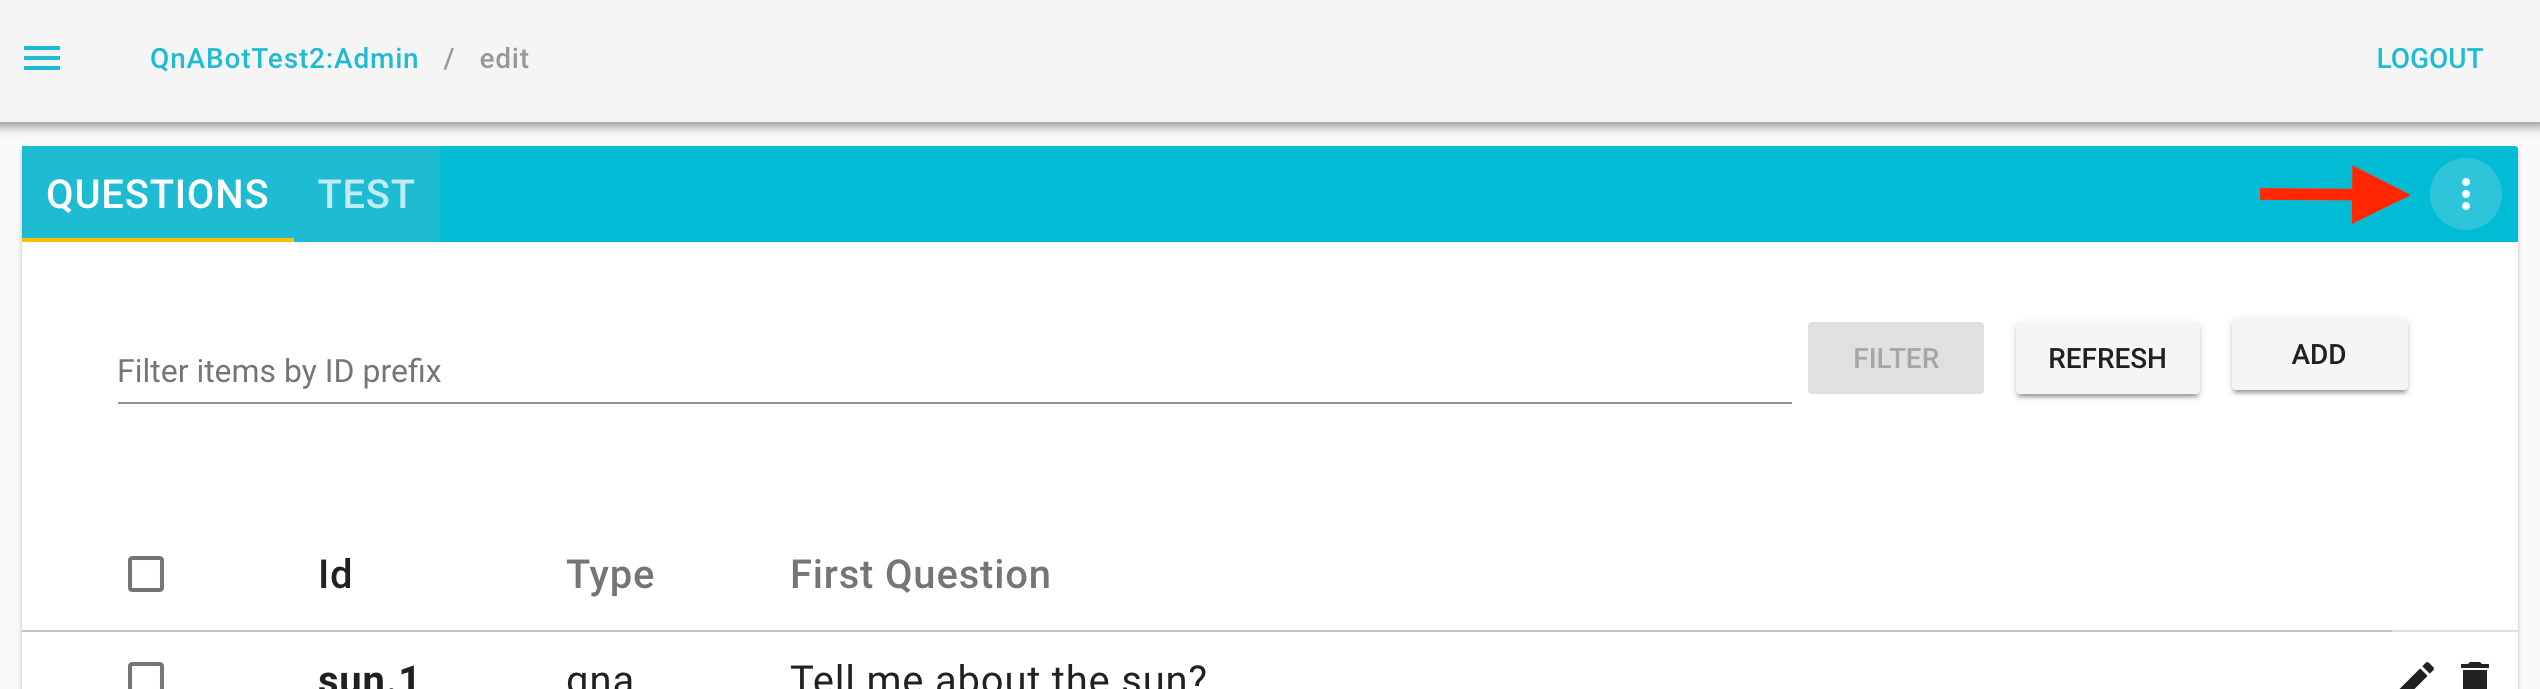 QnABotTest2:Admin / edit LOGOUT
QUESTIONS TEST
Filter items by ID prefix FILTER REFRESH ADD
Id Type First Question
sun.1 qna Tell me about the sun?